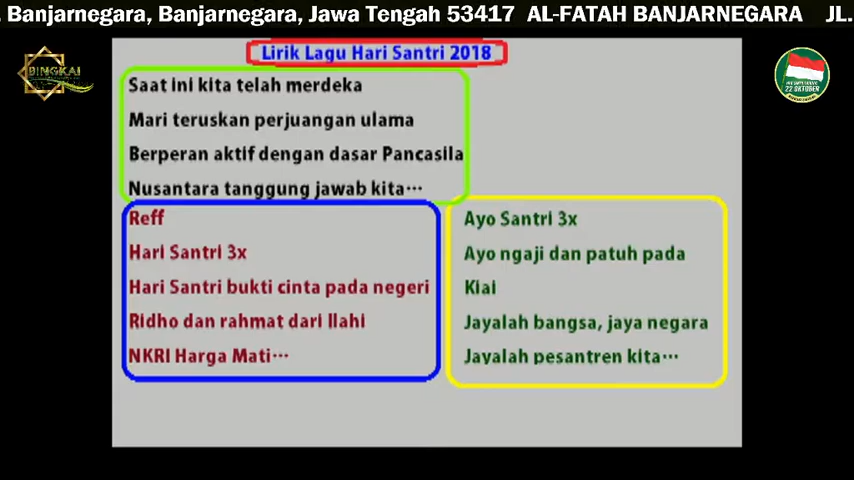 . Banjarnegara, Banjarnegara, Jawa Tengah 53417 AL-FATAH BANJARNEGARA JL.
BINGKAI
22 OKTOBER
Lirik Lagu Hari Santri 2018
Saat ini kita telah merdeka
Mari teruskan perjuangan ulama
Berperan aktif dengan dasar Pancasila
Nusantara tanggung jawab kita…
Reff
Hari Santri 3x
Hari Santri bukti cinta pada negeri
Ridho dan rahmat dari Ilahi
NKRI Harga Mati…
Ayo Santri 3x
Ayo ngaji dan patuh pada
Kiai
Jayalah bangsa, jaya negara
Jayalah pesantren kita…